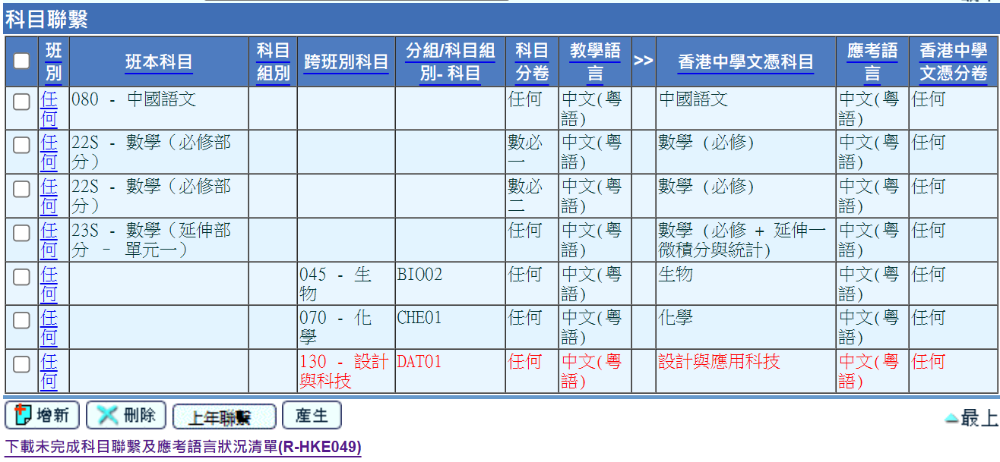 科目聯繫
班別 班本科目 科目組別 跨班別科目 分組/科目組別- 科目 科目分卷 教學語言 >> 香港中學文憑科目 應考語言 香港中學文憑分卷
任何 080 - 中國語文 任何 中文(粵語) 中國語文 中文(粵語) 任何
任何 22S - 數學（必修部分） 數必一 中文(粵語) 數學 (必修) 中文(粵語) 任何
任何 22S - 數學（必修部分） 數必二 中文(粵語) 數學 (必修) 中文(粵語) 任何
任何 23S - 數學（延伸部分 – 單元一） 任何 中文(粵語) 數學 (必修 + 延伸一 微積分與統計) 中文(粵語) 任何
任何 045 - 生物 BIO02 任何 中文(粵語) 生物 中文(粵語) 任何
任何 070 - 化學 CHE01 任何 中文(粵語) 化學 中文(粵語) 任何
任何 130 - 設計與科技 DAT01 任何 中文(粵語) 設計與應用科技 中文(粵語) 任何
增新 刪除 上年聯繫 產生 最上
下載未完成科目聯繫及應考語言狀況清單(R-HKE049)